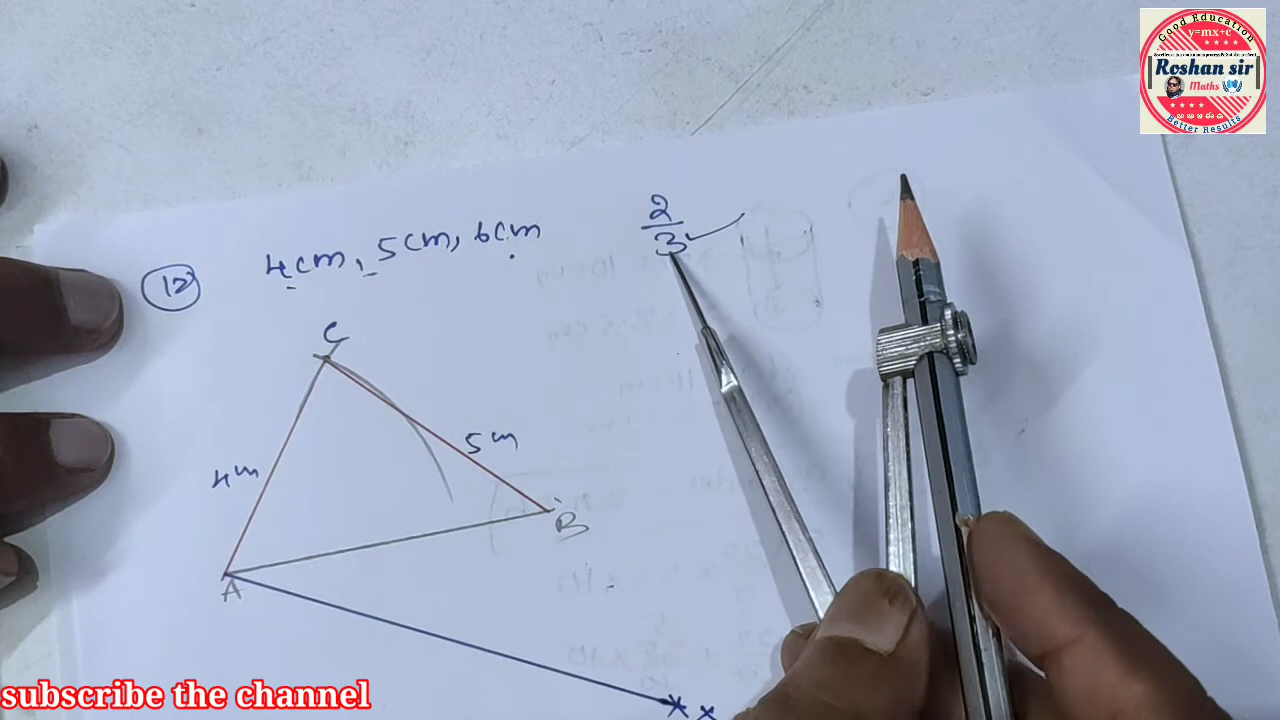 Good Education
y=mx+c
Roshan sir
Maths
Better Results
12 4cm, 5cm, 6cm
2/3
C
4cm
5cm
B
A
X
subscribe the channel